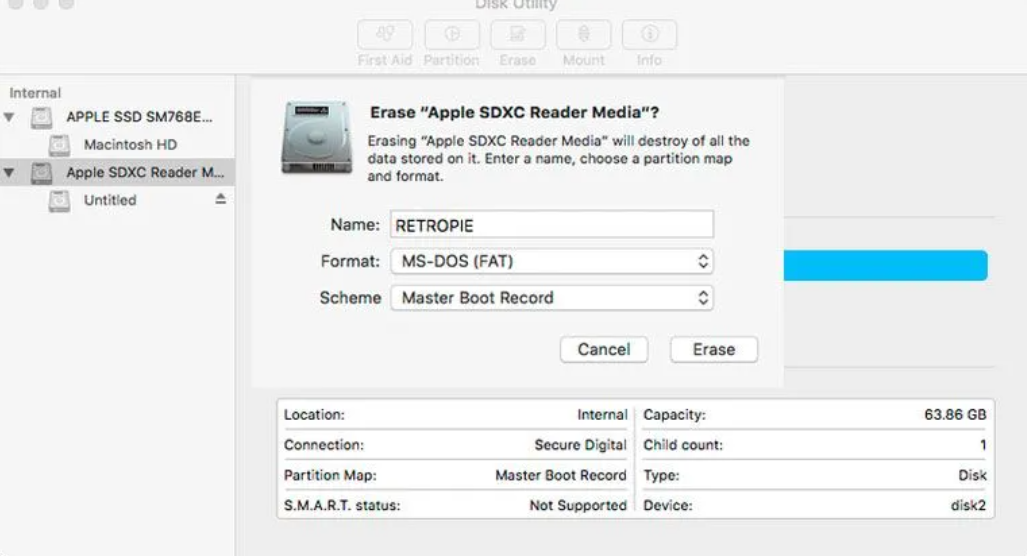 Disk Utility
First Aid Partition Erase Mount Info
Internal
APPLE SSD SM768E...
Macintosh HD
Apple SDXC Reader M...
Untitled
Erase “Apple SDXC Reader Media”?
Erasing “Apple SDXC Reader Media” will destroy of all the
data stored on it. Enter a name, choose a partition map
and format.
Name: RETROPIE
Format: MS-DOS (FAT)
Scheme Master Boot Record
Cancel Erase
Location: Internal Capacity: 63.86 GB
Connection: Secure Digital Child count: 1
Partition Map: Master Boot Record Type: Disk
S.M.A.R.T. status: Not Supported Device: disk2